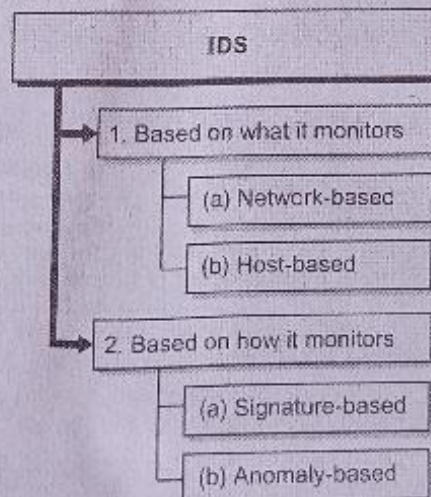 IDS
1. Based on what it monitors
(a) Network-based
(b) Host-based
2. Based on how it monitors
(a) Signature-based
(b) Anomaly-based